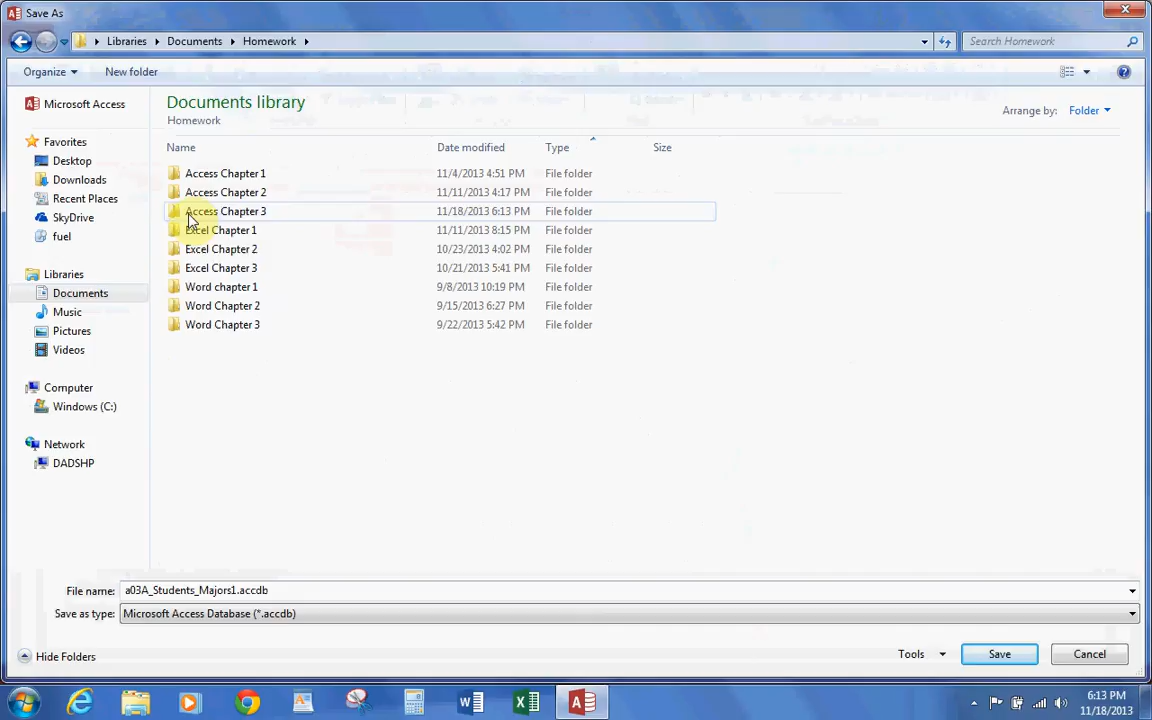 Save As
Libraries Documents Homework
Search Homework
Organize New folder
Microsoft Access
Favorites
Desktop
Downloads
Recent Places
SkyDrive
fuel
Libraries
Documents
Music
Pictures
Videos
Computer
Windows (C:)
Network
DADSHP
Documents library
Homework
Arrange by: Folder
Name Date modified Type Size
Access Chapter 1 11/4/2013 4:51 PM File folder
Access Chapter 2 11/11/2013 4:17 PM File folder
Access Chapter 3 11/18/2013 6:13 PM File folder
Excel Chapter 1 11/11/2013 8:15 PM File folder
Excel Chapter 2 10/23/2013 4:02 PM File folder
Excel Chapter 3 10/21/2013 5:41 PM File folder
Word chapter 1 9/8/2013 10:19 PM File folder
Word Chapter 2 9/15/2013 6:27 PM File folder
Word Chapter 3 9/22/2013 5:42 PM File folder
File name: a03A_Students_Majors1.accdb
Save as type: Microsoft Access Database (*.accdb)
Hide Folders
Tools Save Cancel
6:13 PM
11/18/2013